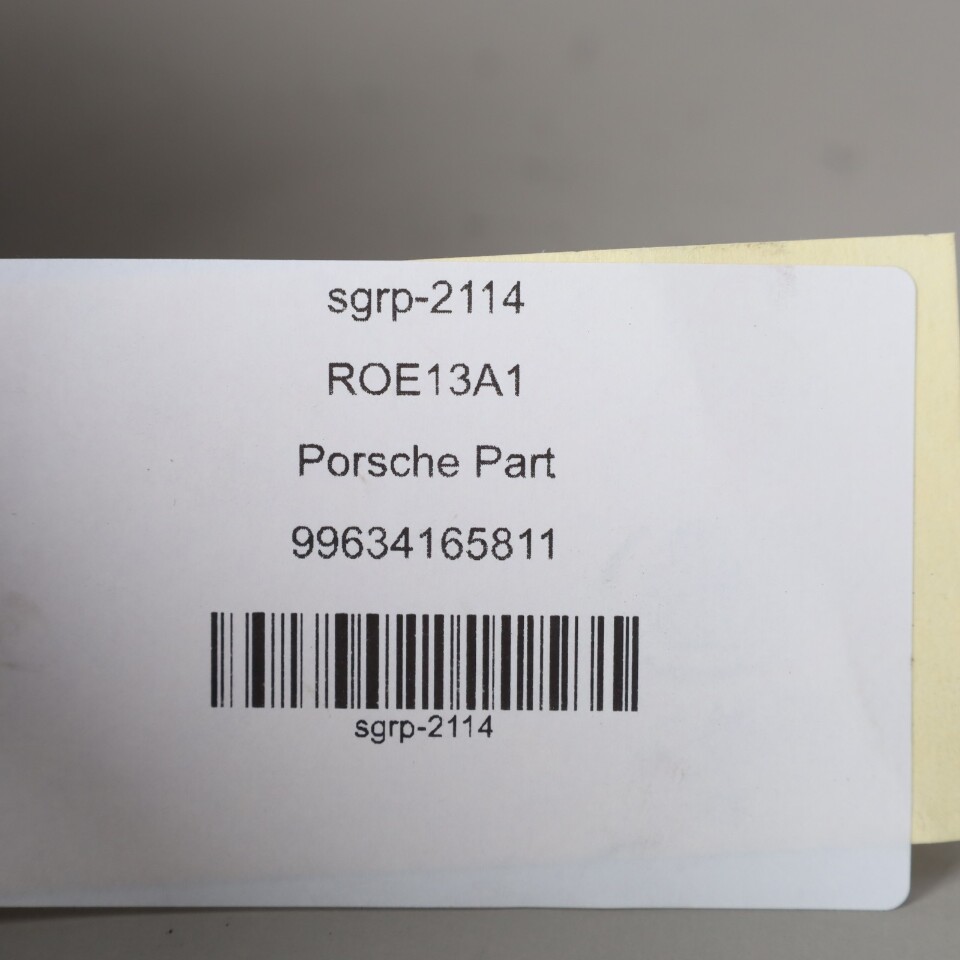 sgrp-2114
ROE13A1
Porsche Part
99634165811
sgrp-2114